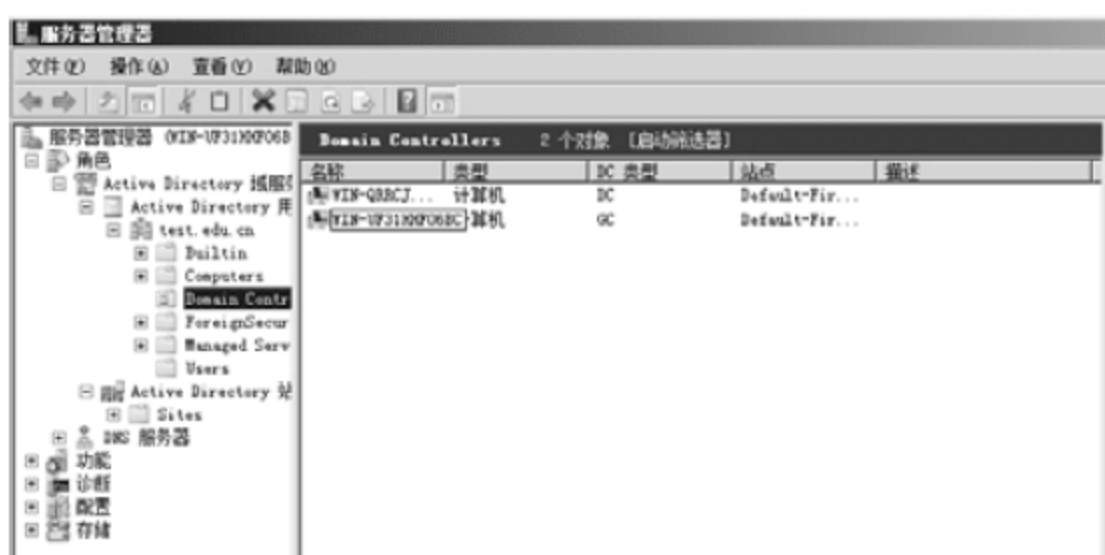 服务器管理器
文件(F) 操作(A) 查看(V) 帮助(H)
服务器管理器 (WIN-UF31XKFO6B
Domain Controllers 2 个对象 [启动筛选器]
角色
名称 类型 DC 类型 站点 描述
Active Directory 域服
WIN-QRRCJ... 计算机 DC Default-Fir...
Active Directory 用
WIN-UF31XKFO6BC 算机 GC Default-Fir...
test.edu.cn
Builtin
Computers
Domain Contr
ForeignSecur
Managed Serv
Users
Active Directory 站
Sites
DNS 服务器
功能
诊断
配置
存储